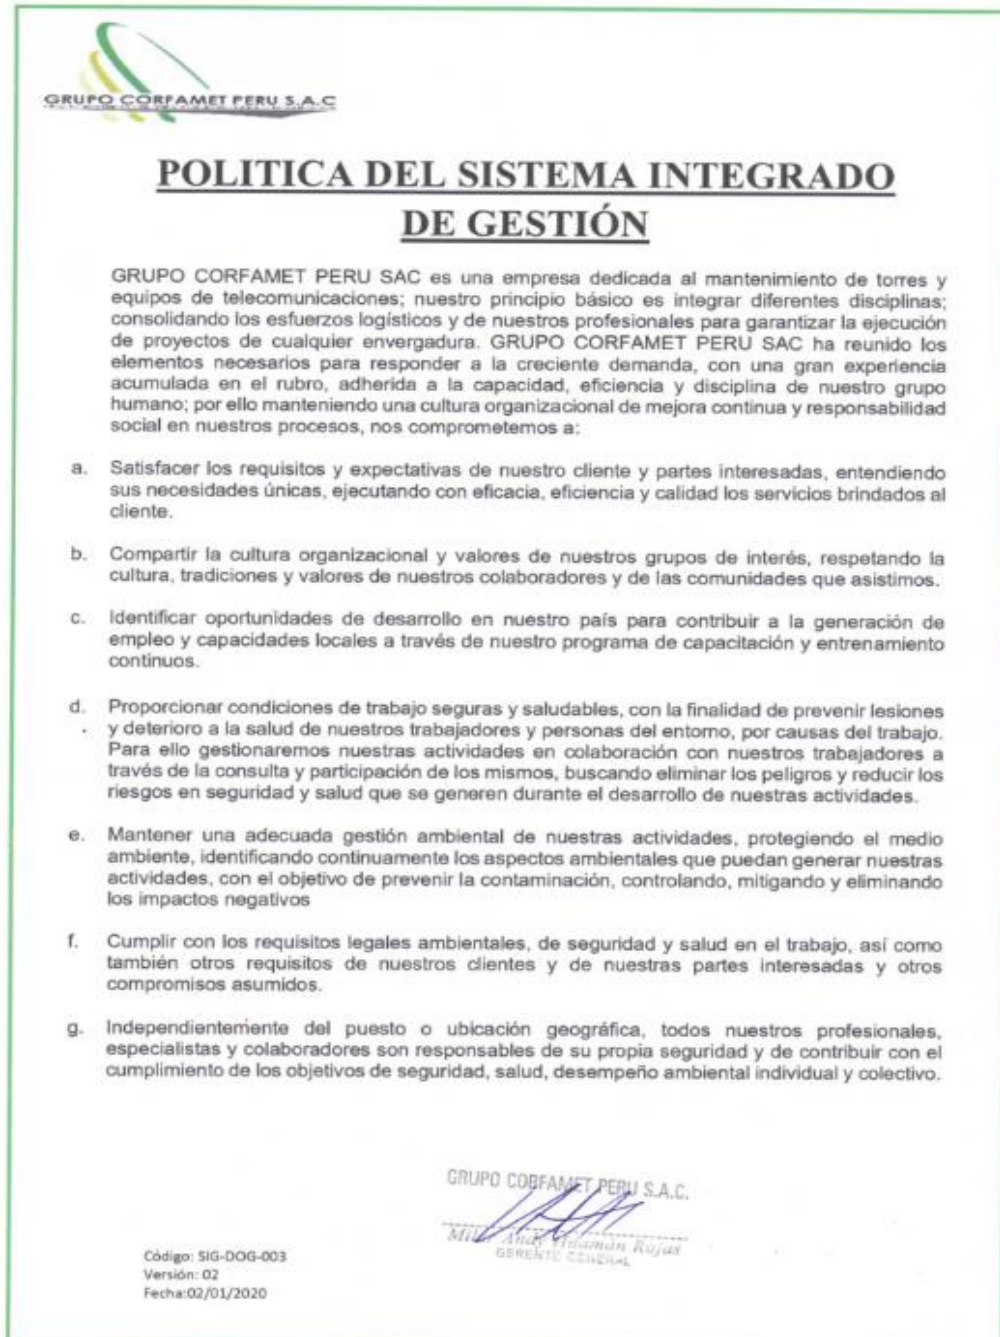 GRUPO CORFAMET PERU S.A.C
POLITICA DEL SISTEMA INTEGRADO
DE GESTIÓN
GRUPO CORFAMET PERU SAC es una empresa dedicada al mantenimiento de torres y
equipos de telecomunicaciones; nuestro principio básico es integrar diferentes disciplinas;
consolidando los esfuerzos logísticos y de nuestros profesionales para garantizar la ejecución
de proyectos de cualquier envergadura. GRUPO CORFAMET PERU SAC ha reunido los
elementos necesarios para responder a la creciente demanda, con una gran experiencia
acumulada en el rubro, adherida a la capacidad, eficiencia y disciplina de nuestro grupo
humano; por ello manteniendo una cultura organizacional de mejora continua y responsabilidad
social en nuestros procesos, nos comprometemos a:
a. Satisfacer los requisitos y expectativas de nuestro cliente y partes interesadas, entendiendo
sus necesidades únicas, ejecutando con eficacia, eficiencia y calidad los servicios brindados al
cliente.
b. Compartir la cultura organizacional y valores de nuestros grupos de interés, respetando la
cultura, tradiciones y valores de nuestros colaboradores y de las comunidades que asistimos.
c. Identificar oportunidades de desarrollo en nuestro país para contribuir a la generación de
empleo y capacidades locales a través de nuestro programa de capacitación y entrenamiento
continuos.
d. Proporcionar condiciones de trabajo seguras y saludables, con la finalidad de prevenir lesiones
y deterioro a la salud de nuestros trabajadores y personas del entorno, por causas del trabajo.
Para ello gestionaremos nuestras actividades en colaboración con nuestros trabajadores a
través de la consulta y participación de los mismos, buscando eliminar los peligros y reducir los
riesgos en seguridad y salud que se generen durante el desarrollo de nuestras actividades.
e. Mantener una adecuada gestión ambiental de nuestras actividades, protegiendo el medio
ambiente, identificando continuamente los aspectos ambientales que puedan generar nuestras
actividades, con el objetivo de prevenir la contaminación, controlando, mitigando y eliminando
los impactos negativos
f. Cumplir con los requisitos legales ambientales, de seguridad y salud en el trabajo, así como
también otros requisitos de nuestros clientes y de nuestras partes interesadas y otros
compromisos asumidos.
g. Independientemente del puesto o ubicación geográfica, todos nuestros profesionales,
especialistas y colaboradores son responsables de su propia seguridad y de contribuir con el
cumplimiento de los objetivos de seguridad, salud, desempeño ambiental individual y colectivo.
GRUPO CORFAMET PERU S.A.C.
Andy Huamán Rojas
GERENTE GENERAL
Código: SIG-DOG-003
Versión: 02
Fecha:02/01/2020